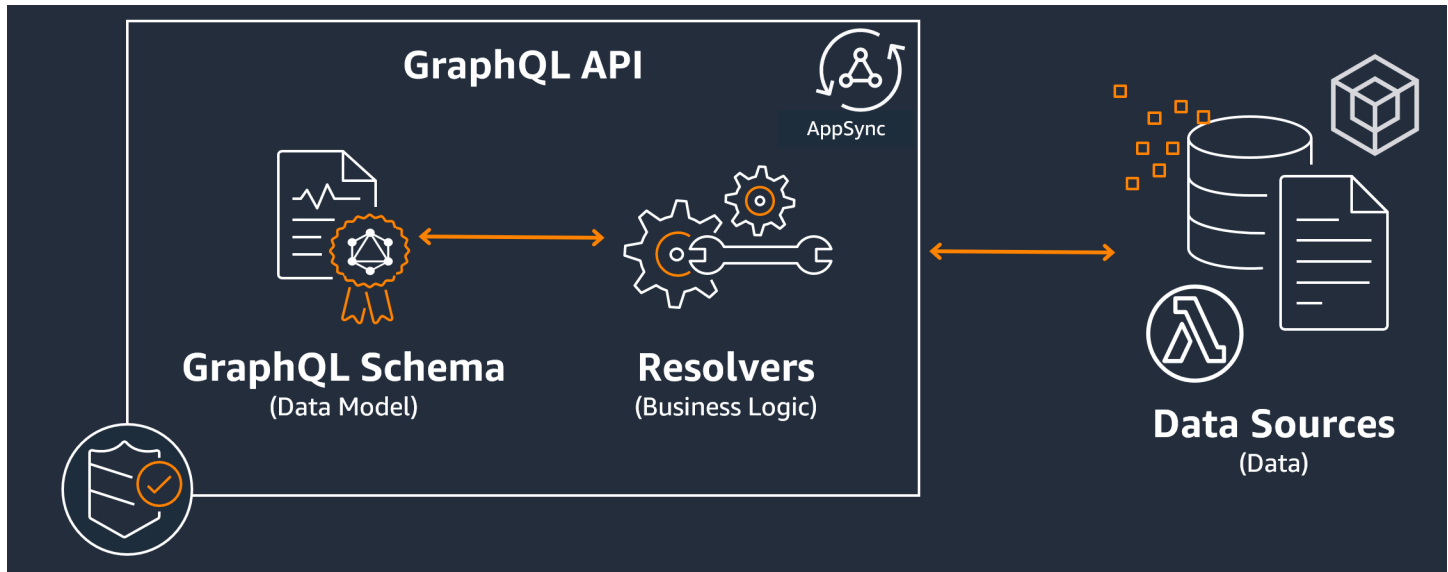 GraphQL API
AppSync
GraphQL Schema
(Data Model)
Resolvers
(Business Logic)
Data Sources
(Data)